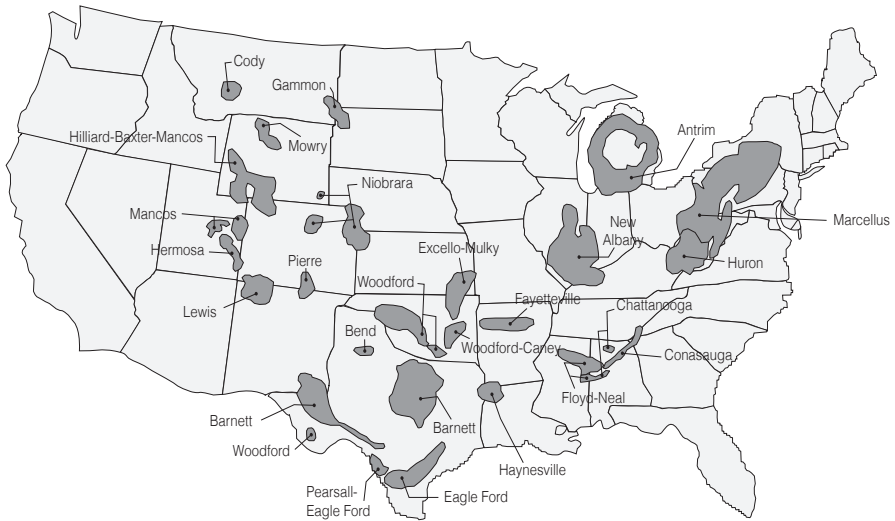 Cody
Gammon
Antrim
Hilliard-Baxter-Mancos
Mowry
Niobrara
Mancos
Marcellus
New
Albany
Hermosa
Excello-Mulky
Pierre
Huron
Woodford
Lewis
Fayetteville
Chattanooga
Bend
Woodford-Caney
Conasauga
Floyd-Neal
Barnett
Barnett
Woodford
Haynesville
Pearsall-
Eagle Ford
Eagle Ford